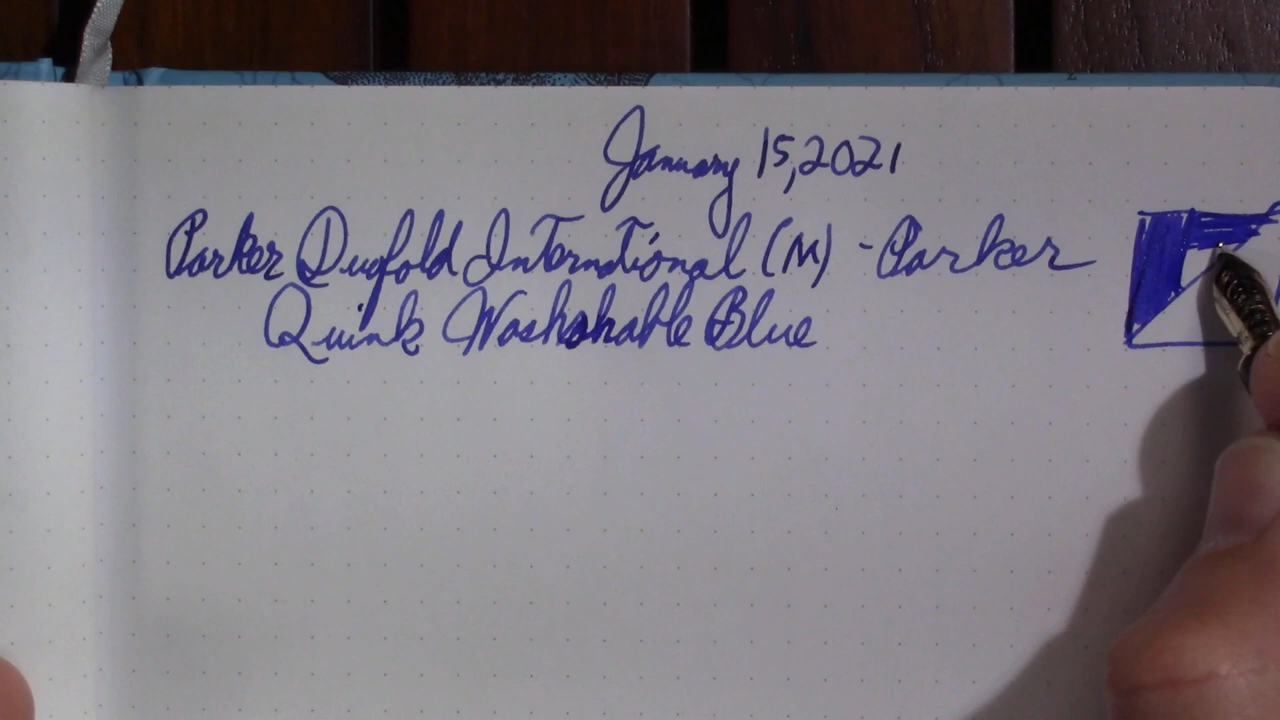 January 15, 2021
Parker Duofold International (M) - Parker
Quink Washable Blue